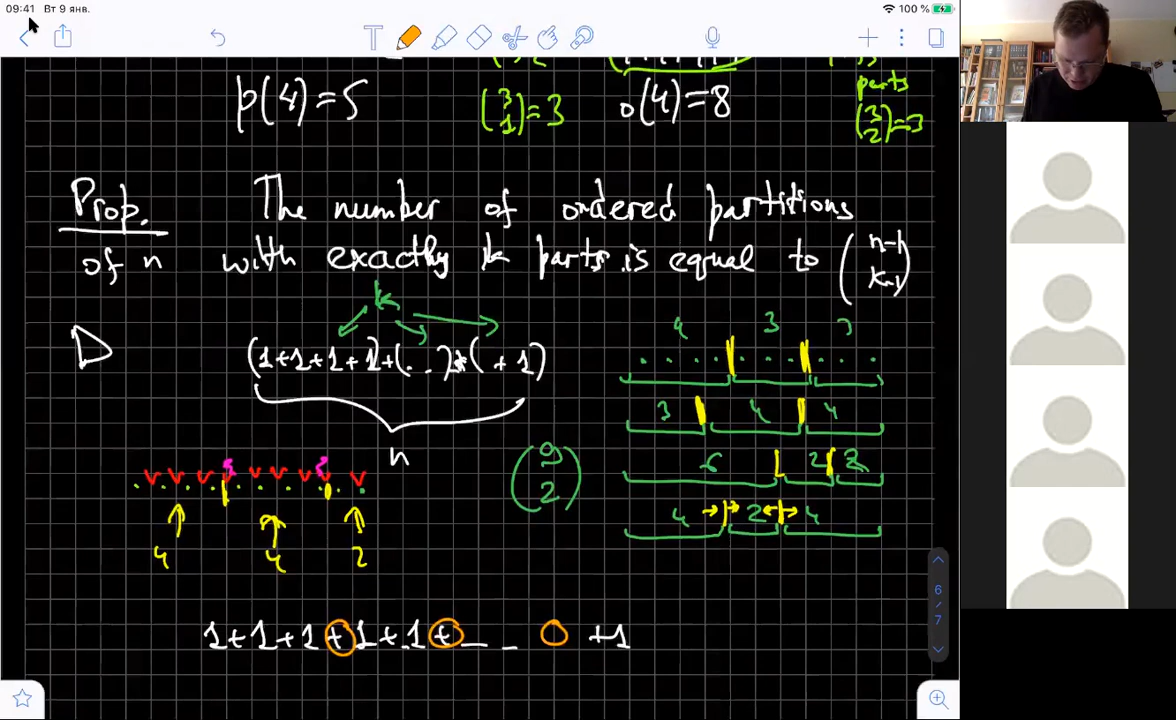 09:41 Вт 9 янв.
100 %
parts
p(4)=5
(3 1)=3
o(4)=8
(3 2)=3
Prop. The number of ordered partitions
of n with exactly k parts is equal to (n-1 k-1)
k
(1+1+1+1)+(. .)+( +1)
n
4 3
3 4 4
6 2 2
4 2 4
(9 2)
4 4 2
1+1+1+1+1+_ _ +1
6
/
7